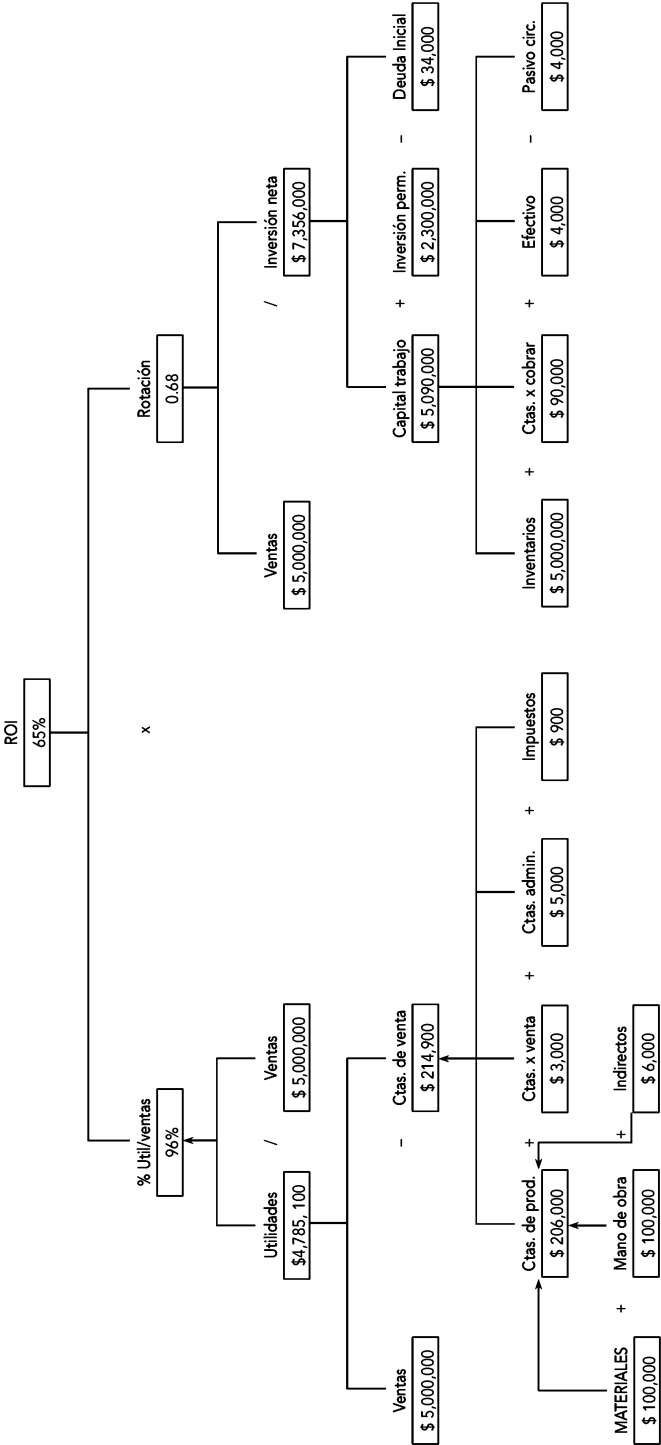 ROI
65%
% Util/ventas
96%
x
Rotación
0.68
Utilidades
$4,785, 100
/
Ventas
$ 5,000,000
Ventas
$ 5,000,000
/
Inversión neta
$ 7,356,000
Ventas
$ 5,000,000
–
Ctas. de venta
$ 214,900
Capital trabajo
$ 5,090,000
+
Inversión perm.
$ 2,300,000
–
Deuda Inicial
$ 34,000
Ctas. de prod.
$ 206,000
+
Ctas. x venta
$ 3,000
+
Ctas. admin.
$ 5,000
+
Impuestos
$ 900
Inventarios
$ 5,000,000
+
Ctas. x cobrar
$ 90,000
+
Efectivo
$ 4,000
–
Pasivo circ.
$ 4,000
MATERIALES
$ 100,000
+
Mano de obra
$ 100,000
+
Indirectos
$ 6,000